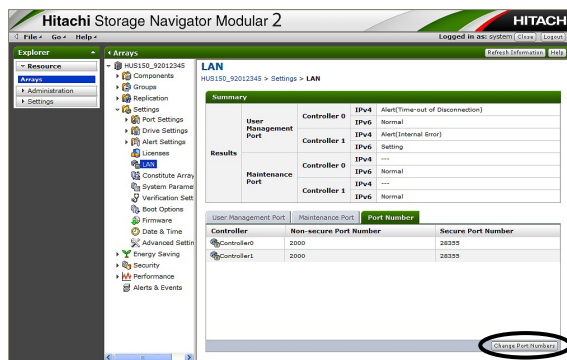 Hitachi Storage Navigator Modular 2
HITACH
File Go Help
Logged in as: system Close Logout
Explorer
Arrays
Refresh Information Help
Resource
Arrays
Administration
Settings
HUS150_92012345
Components
Groups
Replication
Settings
Port Settings
Drive Settings
Alert Settings
Licenses
LAN
Constitute Array
System Parame
Verification Sett
Boot Options
Firmware
Date & Time
Advanced Settin
Energy Saving
Security
Performance
Alerts & Events
LAN
HUS150_92012345 > Settings > LAN
Summary
Results
User Management Port
Controller 0
IPv4 Alert(Time-out of Disconnection)
IPv6 Normal
Controller 1
IPv4 Alert(Internal Error)
IPv6 Setting
Maintenance Port
Controller 0
IPv4 ---
IPv6 Normal
Controller 1
IPv4 ---
IPv6 Normal
User Management Port Maintenance Port Port Number
Controller Non-secure Port Number Secure Port Number
Controller0 2000 28355
Controller1 2000 28355
Change Port Numbers